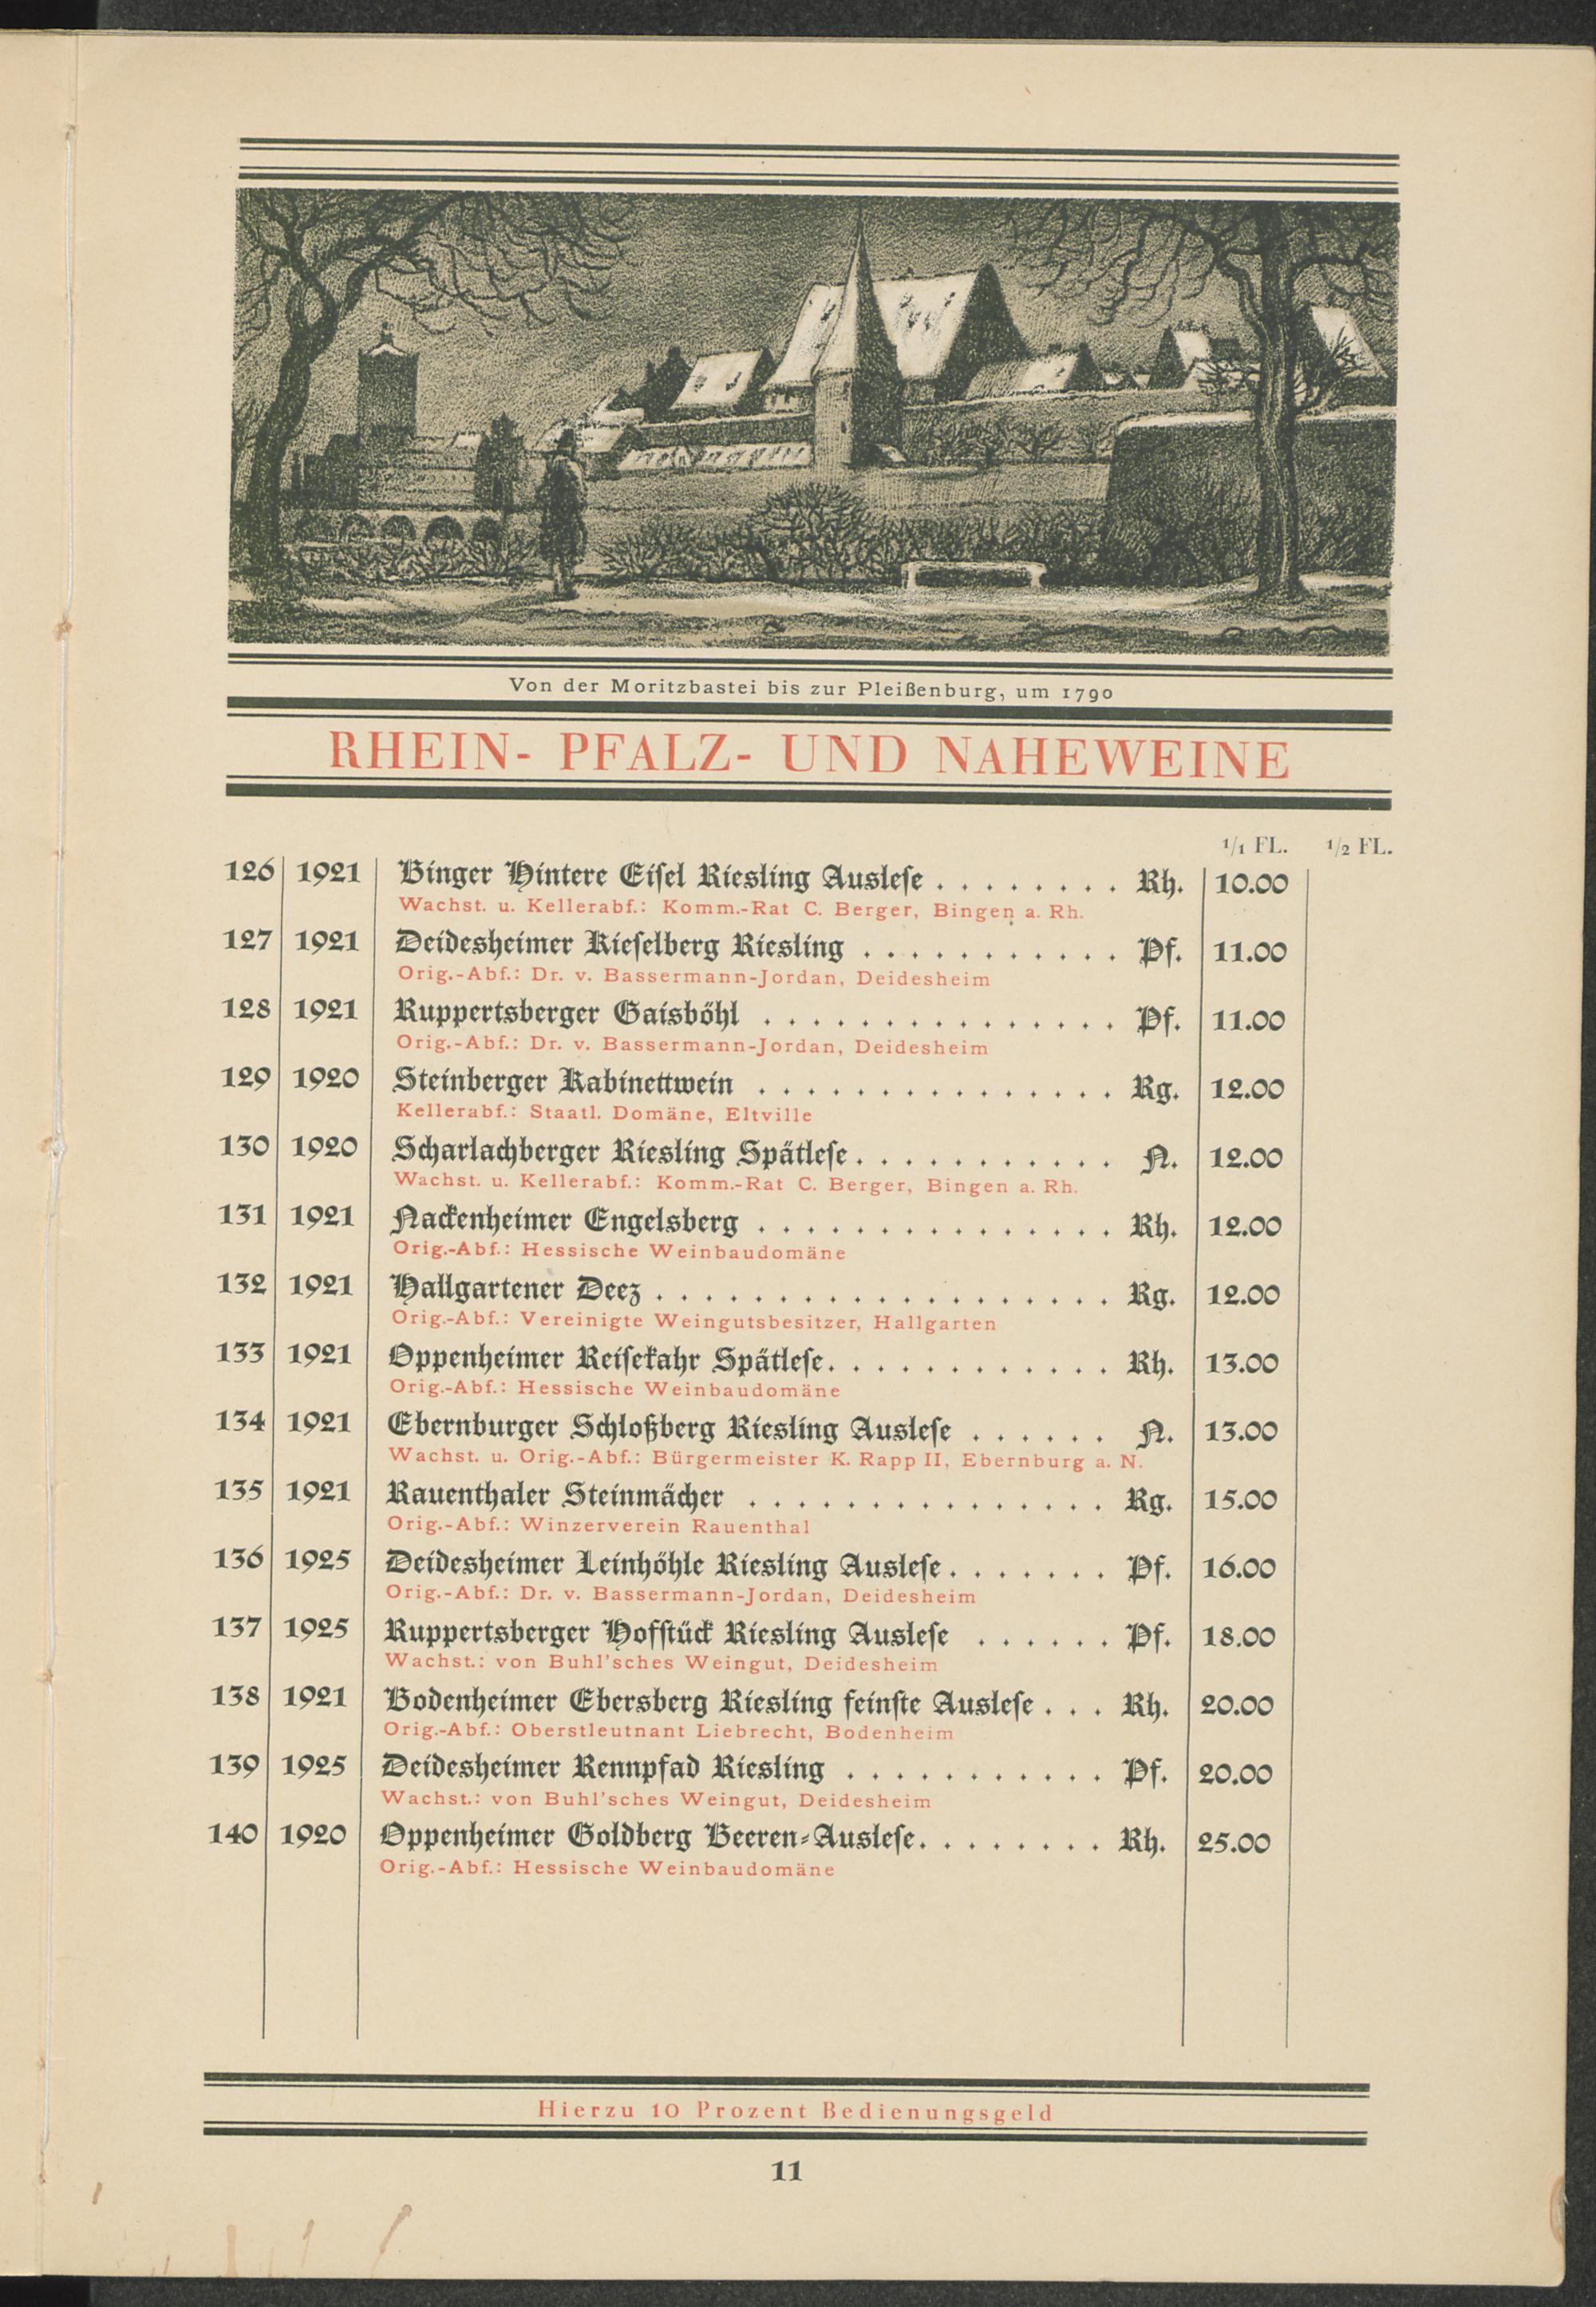 Von der Moritzbastei bis zur Pleißenburg, um 1790
RHEIN- PFALZ- UND NAHEWEINE
1/1 FL. 1/2 FL.
126 1921 Binger Hintere Eisel Riesling Auslese . . . . . . . . Rh. 10.00
Wachst. u. Kellerabf.: Komm.-Rat C. Berger, Bingen a. Rh.
127 1921 Deidesheimer Kieselberg Riesling . . . . . . . . . . . Pf. 11.00
Orig.-Abf.: Dr. v. Bassermann-Jordan, Deidesheim
128 1921 Ruppertsberger Gaisböhl . . . . . . . . . . . . . . . Pf. 11.00
Orig.-Abf.: Dr. v. Bassermann-Jordan, Deidesheim
129 1920 Steinberger Kabinettwein . . . . . . . . . . . . . . . Rg. 12.00
Kellerabf.: Staatl. Domäne, Eltville
130 1920 Scharlachberger Riesling Spätlese . . . . . . . . . . . N. 12.00
Wachst. u. Kellerabf.: Komm.-Rat C. Berger, Bingen a. Rh.
131 1921 Nackenheimer Engelsberg . . . . . . . . . . . . . . . Rh. 12.00
Orig.-Abf.: Hessische Weinbaudomäne
132 1921 Hallgartener Deez . . . . . . . . . . . . . . . . . . . Rg. 12.00
Orig.-Abf.: Vereinigte Weingutsbesitzer, Hallgarten
133 1921 Oppenheimer Reisekahr Spätlese . . . . . . . . . . . . Rh. 13.00
Orig.-Abf.: Hessische Weinbaudomäne
134 1921 Ebernburger Schloßberg Riesling Auslese . . . . . . N. 13.00
Wachst. u. Orig.-Abf.: Bürgermeister K. Rapp II, Ebernburg a. N.
135 1921 Rauenthaler Steinmächer . . . . . . . . . . . . . . . Rg. 15.00
Orig.-Abf.: Winzerverein Rauenthal
136 1925 Deidesheimer Leinhöhle Riesling Auslese . . . . . . . Pf. 16.00
Orig.-Abf.: Dr. v. Bassermann-Jordan, Deidesheim
137 1925 Ruppertsberger Hofstück Riesling Auslese . . . . . . Pf. 18.00
Wachst.: von Buhl'sches Weingut, Deidesheim
138 1921 Bodenheimer Ebersberg Riesling feinste Auslese . . . Rh. 20.00
Orig.-Abf.: Oberstleutnant Liebrecht, Bodenheim
139 1925 Deidesheimer Rennpfad Riesling . . . . . . . . . . . Pf. 20.00
Wachst.: von Buhl'sches Weingut, Deidesheim
140 1920 Oppenheimer Goldberg Beeren-Auslese . . . . . . . . Rh. 25.00
Orig.-Abf.: Hessische Weinbaudomäne
Hierzu 10 Prozent Bedienungsgeld
11